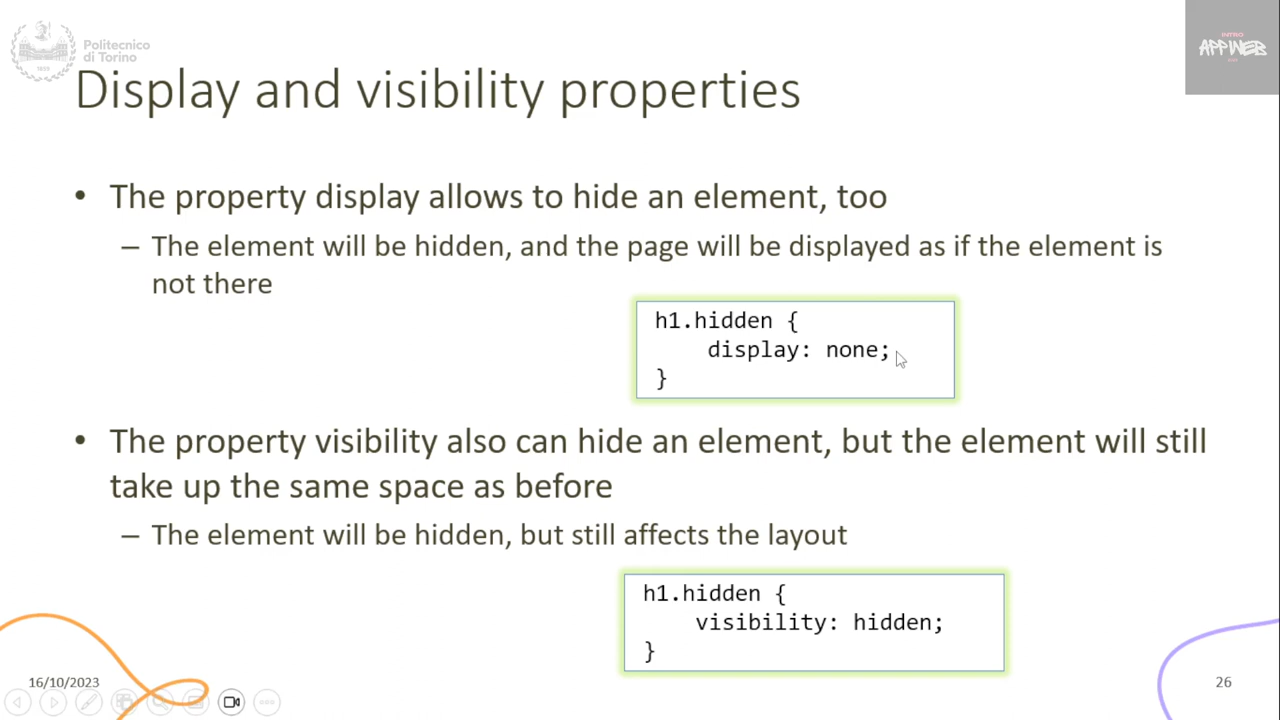 Politecnico
di Torino
INTRO
APPWEB
Display and visibility properties
• The property display allows to hide an element, too
– The element will be hidden, and the page will be displayed as if the element is
not there
h1.hidden {
display: none;
}
• The property visibility also can hide an element, but the element will still
take up the same space as before
– The element will be hidden, but still affects the layout
h1.hidden {
visibility: hidden;
}
16/10/2023
26